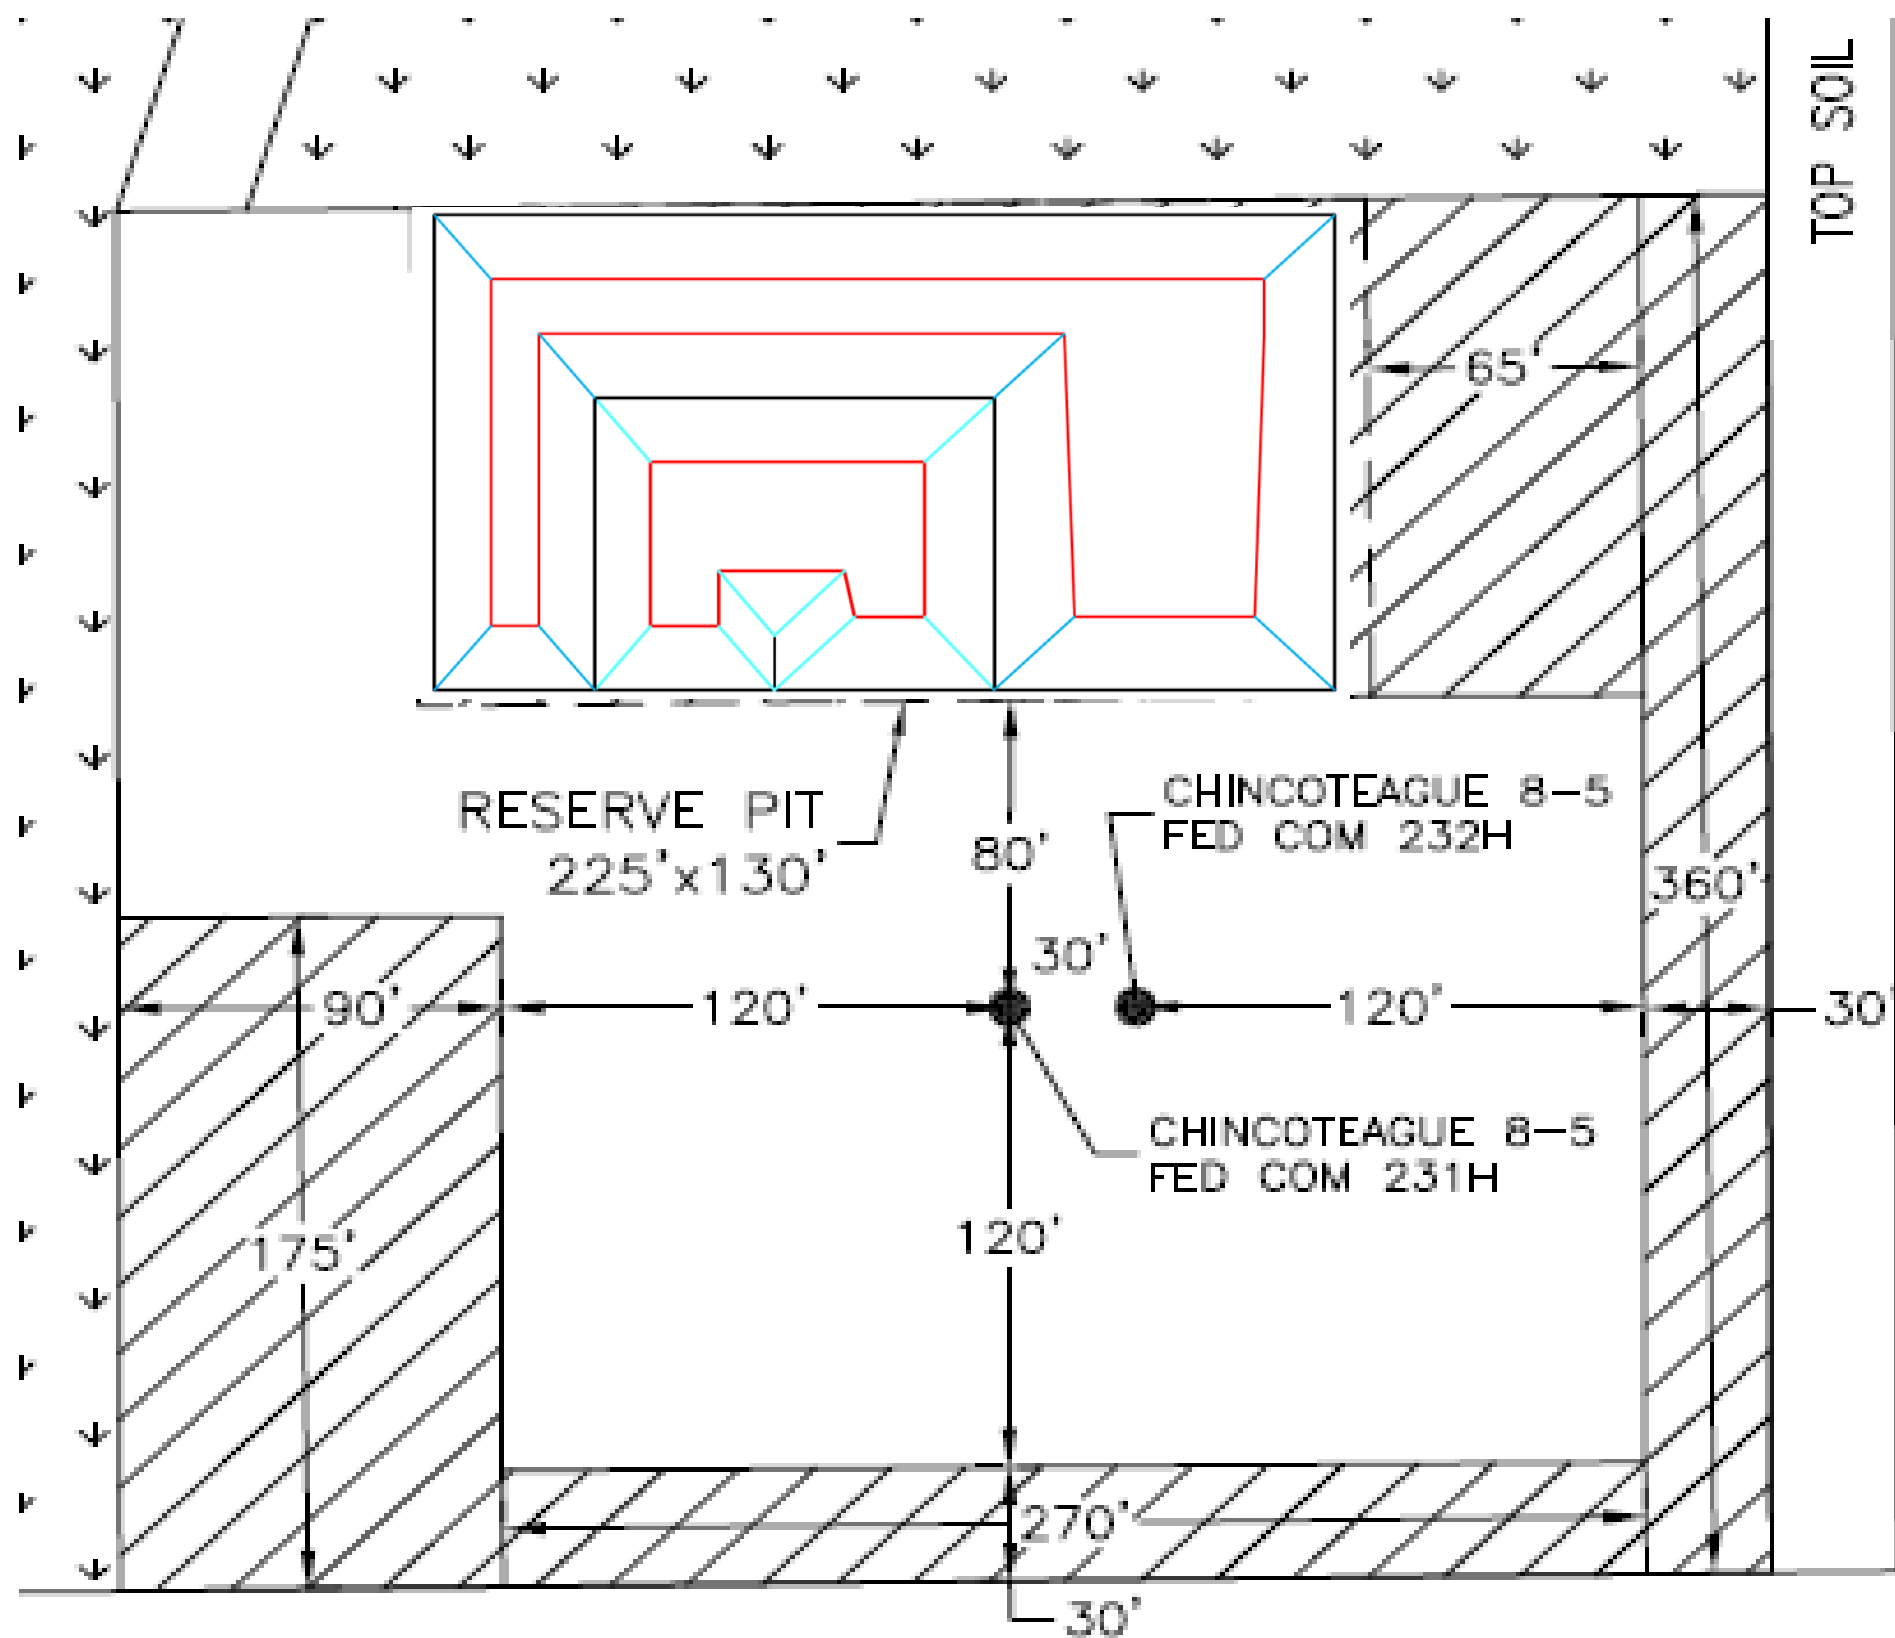 TOP SOIL
65'
RESERVE PIT
225'x130'
80'
CHINCOTEAGUE 8-5
FED COM 232H
360'
30'
90'
120'
120'
30'
CHINCOTEAGUE 8-5
FED COM 231H
175'
120'
270'
30'